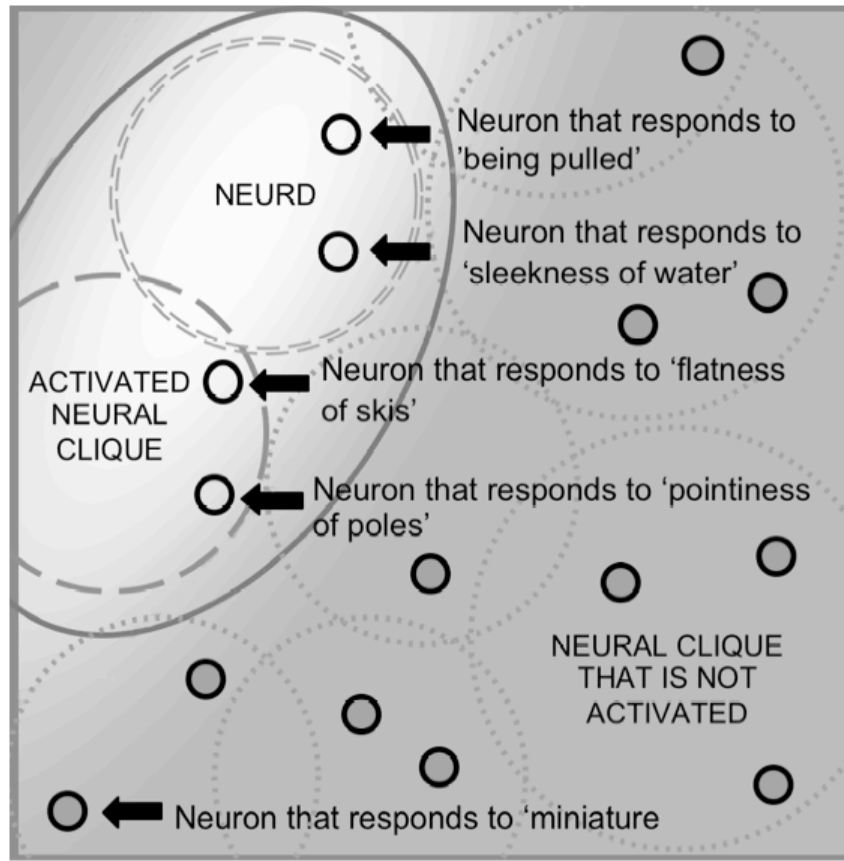 Neuron that responds to
'being pulled'
NEURD
Neuron that responds to
'sleekness of water'
Neuron that responds to 'flatness
of skis'
ACTIVATED
NEURAL
CLIQUE
Neuron that responds to 'pointiness
of poles'
NEURAL CLIQUE
THAT IS NOT
ACTIVATED
Neuron that responds to 'miniature